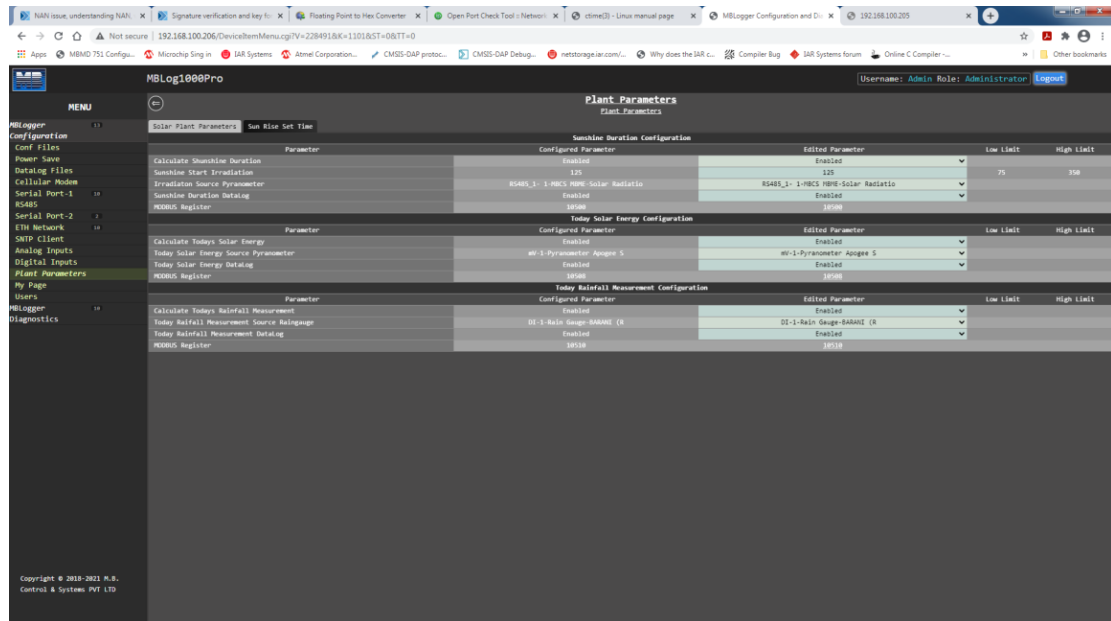 NAN issue, understanding NAN,
Signature verification and key fo
Floating Point to Hex Converter
Open Port Check Tool :: Network
ctime(3) - Linux manual page
MBLogger Configuration and Di
192.168.100.205
Not secure | 192.168.100.206/DeviceItemMenu.cgi?V=228491&K=1101&ST=0&TT=0
Apps MBMD 751 Configu... Microchip Sing in IAR Systems Atmel Corporation... CMSIS-DAP protoc... CMSIS-DAP Debug... netstorage.iar.com/... Why does the IAR c... Compiler Bug IAR Systems forum Online C Compiler -... » Other bookmarks
MBLog1000Pro
Username: Admin Role: Administrator Logout
MENU
MBLogger Configuration 13
Conf Files
Power Save
DataLog Files
Cellular Modem
Serial Port-1 RS485 10
Serial Port-2
ETH Network 10
SNTP Client
Analog Inputs
Digital Inputs
Plant Parameters
My Page
Users
MBLogger Diagnostics 10
Copyright © 2018-2021 M.B.
Control & Systems PVT LTD
Plant Parameters
Plant Parameters
Solar Plant Parameters Sun Rise Set Time
Sunshine Duration Configuration
Parameter Configured Parameter Edited Parameter Low Limit High Limit
Calculate Shunshine Duration Enabled Enabled
Sunshine Start Irradiation 125 125 75 350
Irradiaton Source Pyranometer RS485_1- 1-MBCS MBME-Solar Radiatio RS485_1- 1-MBCS MBME-Solar Radiatio
Sunshine Duration DataLog Enabled Enabled
MODBUS Register 10500 10500
Today Solar Energy Configuration
Parameter Configured Parameter Edited Parameter Low Limit High Limit
Calculate Todays Solar Energy Enabled Enabled
Today Solar Energy Source Pyranometer mV-1-Pyranometer Apogee S mV-1-Pyranometer Apogee S
Today Solar Energy DataLog Enabled Enabled
MODBUS Register
Today Rainfall Measurement Configuration
Parameter Configured Parameter Edited Parameter Low Limit High Limit
Calculate Todays Rainfall Measurement Enabled Enabled
Today Raifall Measurement Source Raingauge DI-1-Rain Gauge-BARANI (R DI-1-Rain Gauge-BARANI (R
Today Rainfall Measurement DataLog Enabled Enabled
MODBUS Register 10510 10510